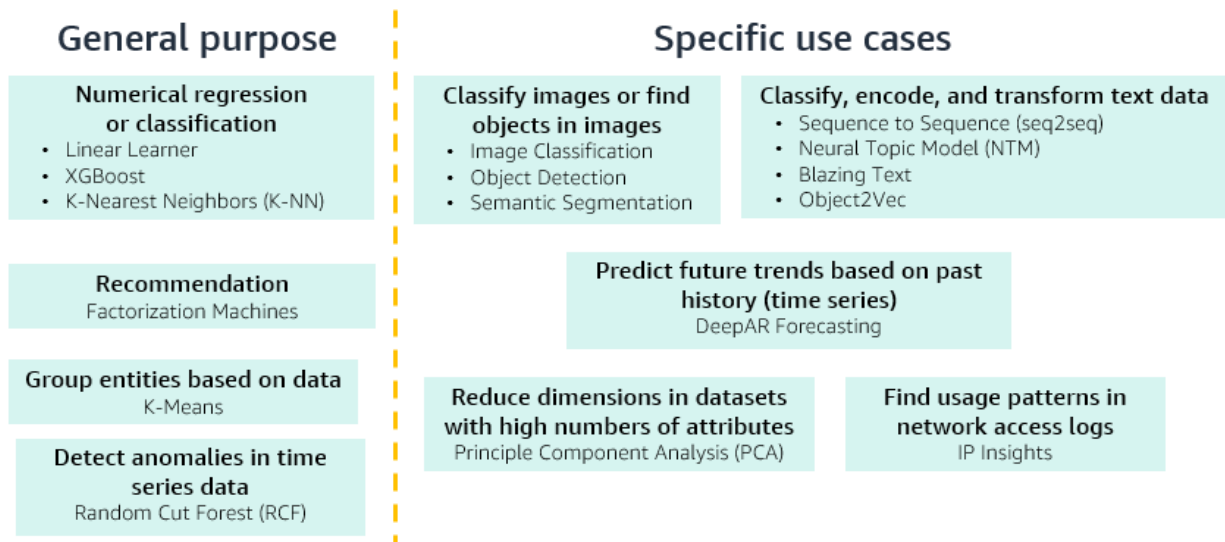 General purpose
Numerical regression
or classification
• Linear Learner
• XGBoost
• K-Nearest Neighbors (K-NN)
Recommendation
Factorization Machines
Group entities based on data
K-Means
Detect anomalies in time
series data
Random Cut Forest (RCF)
Specific use cases
Classify images or find
objects in images
• Image Classification
• Object Detection
• Semantic Segmentation
Classify, encode, and transform text data
• Sequence to Sequence (seq2seq)
• Neural Topic Model (NTM)
• Blazing Text
• Object2Vec
Predict future trends based on past
history (time series)
DeepAR Forecasting
Reduce dimensions in datasets
with high numbers of attributes
Principle Component Analysis (PCA)
Find usage patterns in
network access logs
IP Insights